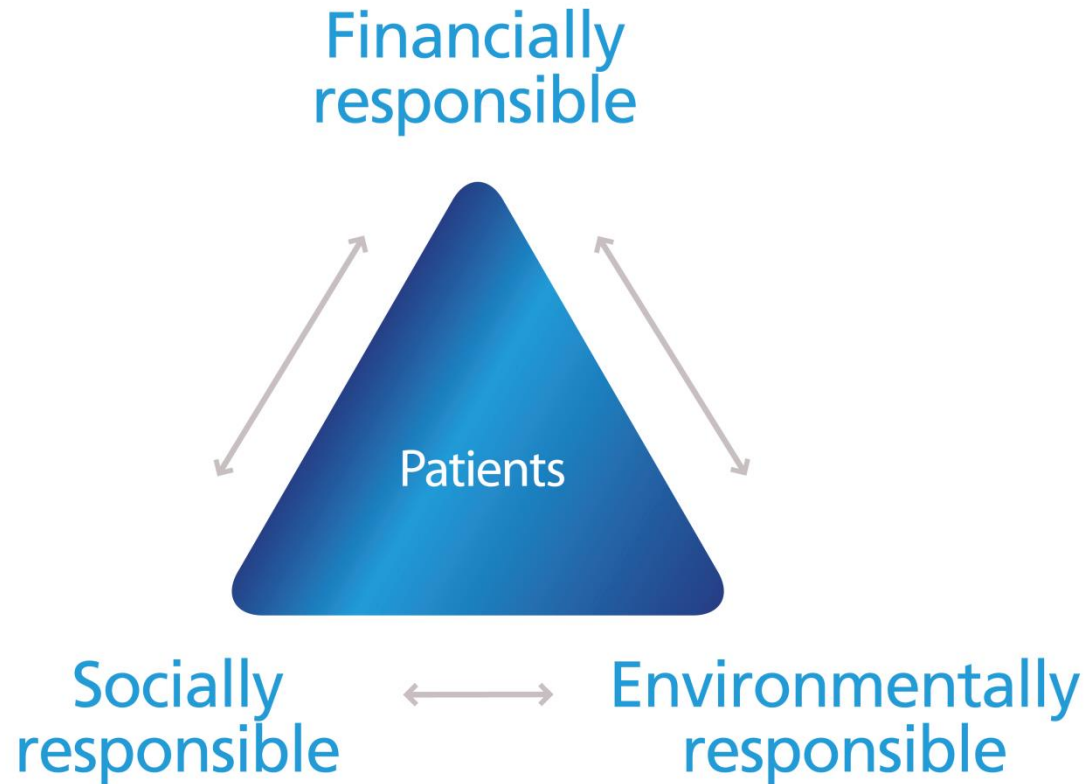 Financially
responsible
Patients
Socially
responsible
Environmentally
responsible